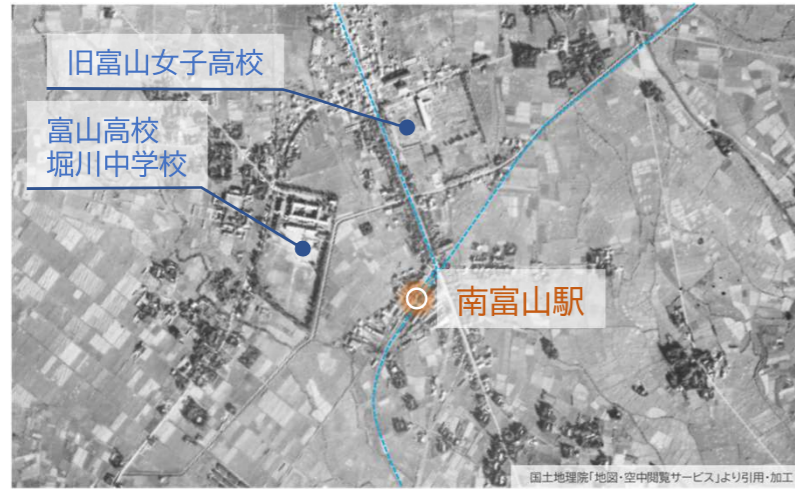 旧富山女子高校
富山高校
堀川中学校
南富山駅
国土地理院「地図・空中閲覧サービス」より引用・加工